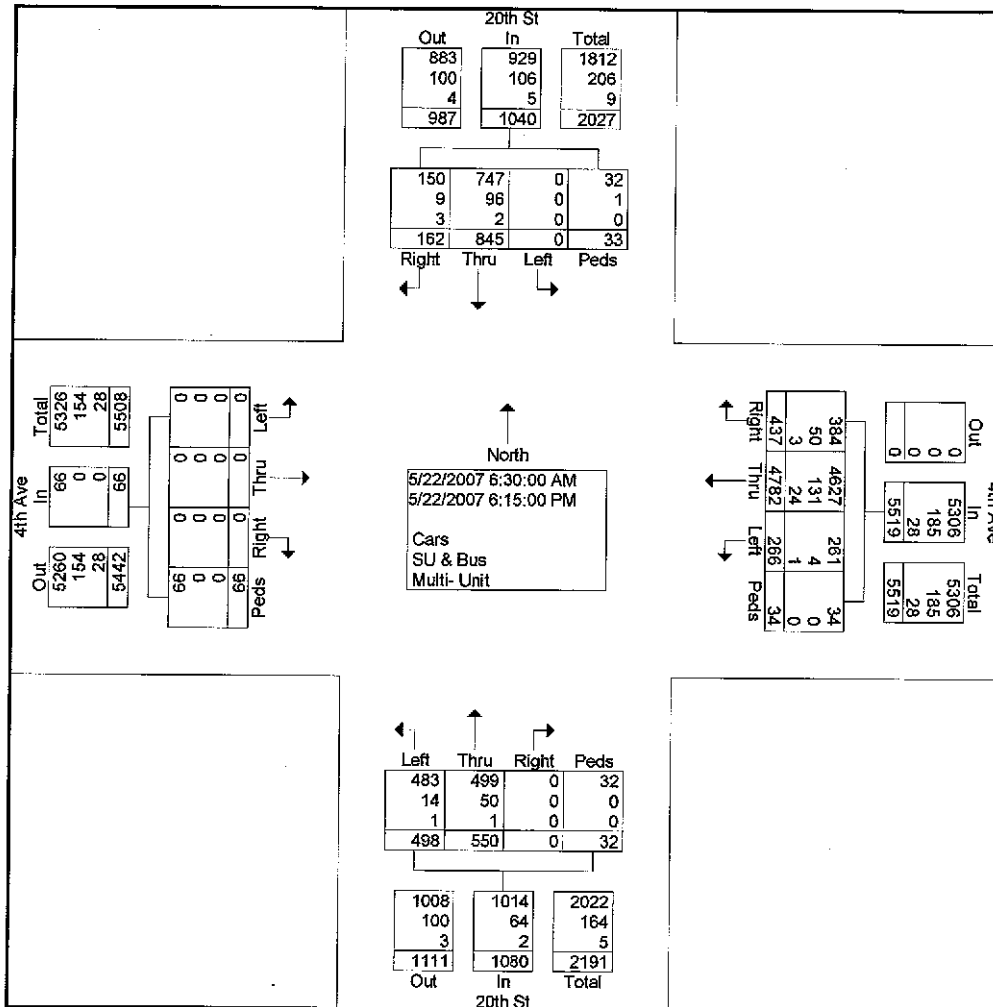 20th St
Out In Total
883 929 1812
100 106 206
4 5 9
987 1040 2027
150 747 0 32
9 96 0 1
3 2 0 0
162 845 0 33
Right Thru Left Peds
4th Ave
Total In Out
5326 66 5260
154 0 154
28 0 28
5508 66 5442
Left Thru Right Peds
0 0 0 66
0 0 0 0
0 0 0 0
0 0 0 66
North
5/22/2007 6:30:00 AM
5/22/2007 6:15:00 PM
Cars
SU & Bus
Multi- Unit
Right Thru Left Peds
384 4627 261 34
50 131 4 0
3 24 1 0
437 4782 266 34
4th Ave
Out In Total
0 5306 5306
0 185 185
0 28 28
0 5519 5519
Left Thru Right Peds
483 499 0 32
14 50 0 0
1 1 0 0
498 550 0 32
1008 1014 2022
100 64 164
3 2 5
1111 1080 2191
Out In Total
20th St